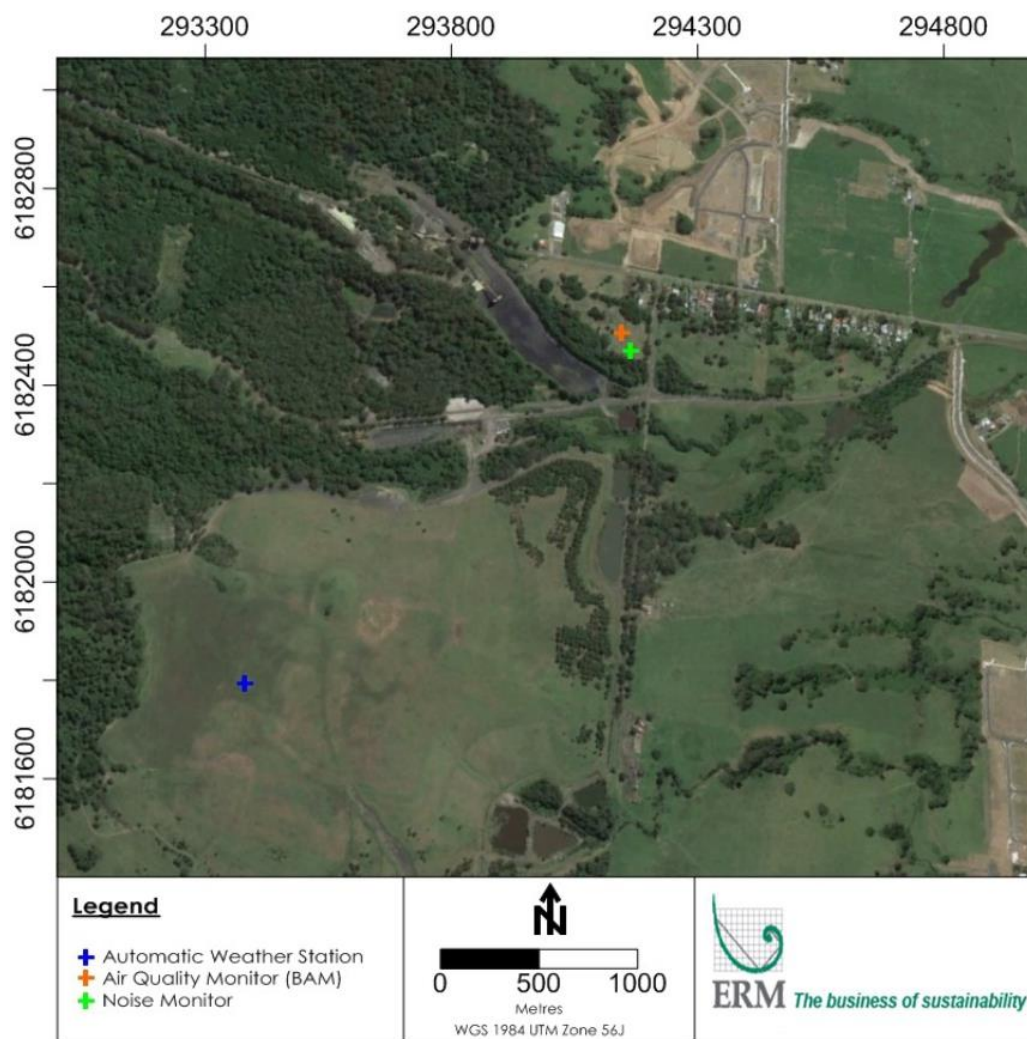 293300 293800 294300 294800
6182800
6182400
6182000
6181600
Legend
Automatic Weather Station
Air Quality Monitor (BAM)
Noise Monitor
N
0 500 1000
Metres
WGS 1984 UTM Zone 56J
ERM The business of sustainability